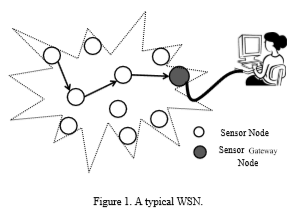 Sensor Node
Sensor Gateway
Node
Figure 1. A typical WSN.